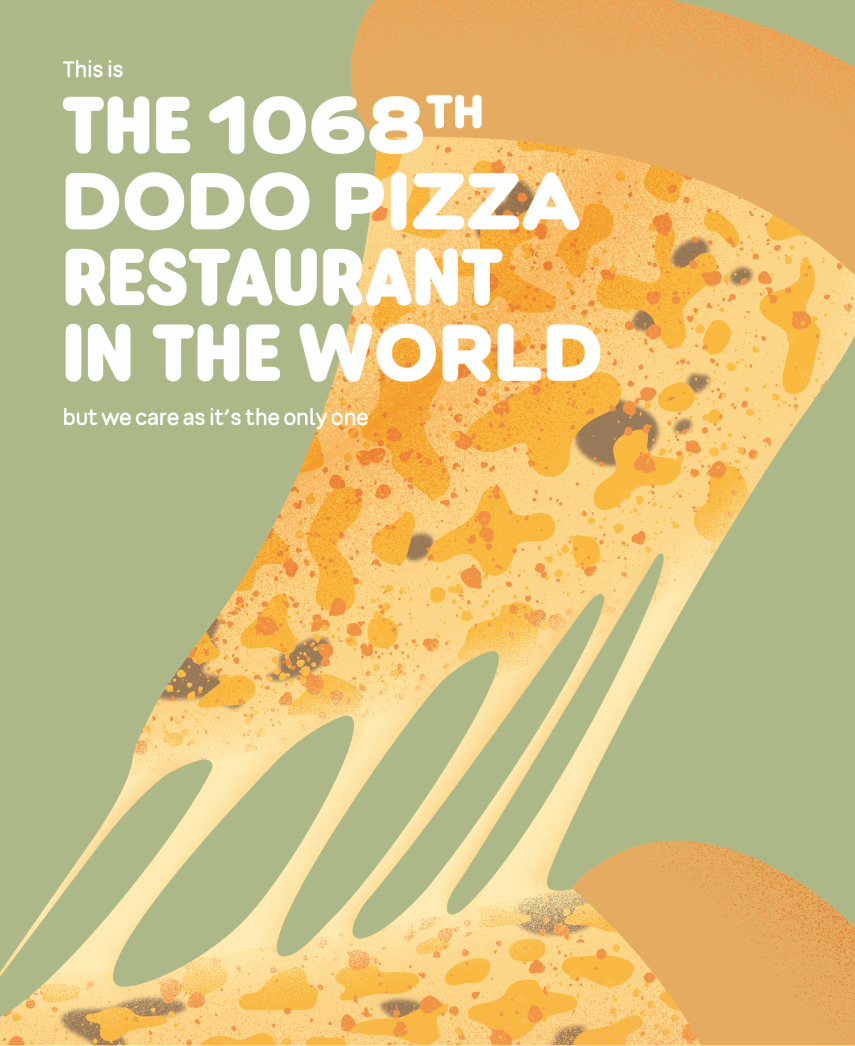 This is
THE 1068TH
DODO PIZZA
RESTAURANT
IN THE WORLD
but we care as it's the only one